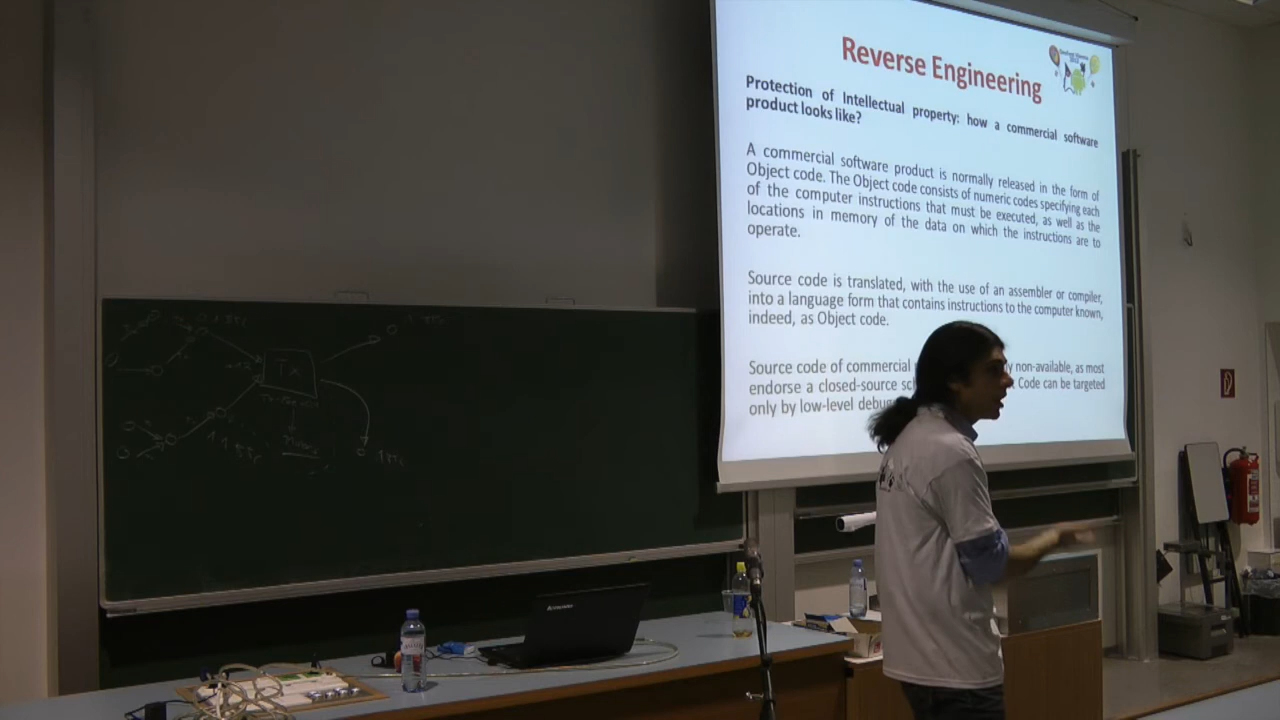 Reverse Engineering
Protection of Intellectual property: how a commercial software
product looks like?
A commercial software product is normally released in the form of
Object code. The Object code consists of numeric codes specifying each
of the computer instructions that must be executed, as well as the
locations in memory of the data on which the instructions are to
operate.
Source code is translated, with the use of an assembler or compiler,
into a language form that contains instructions to the computer known,
indeed, as Object code.
Source code of commercial non-available, as most
endorse a closed-source Code can be targeted
only by low-level
Tx
lenovo